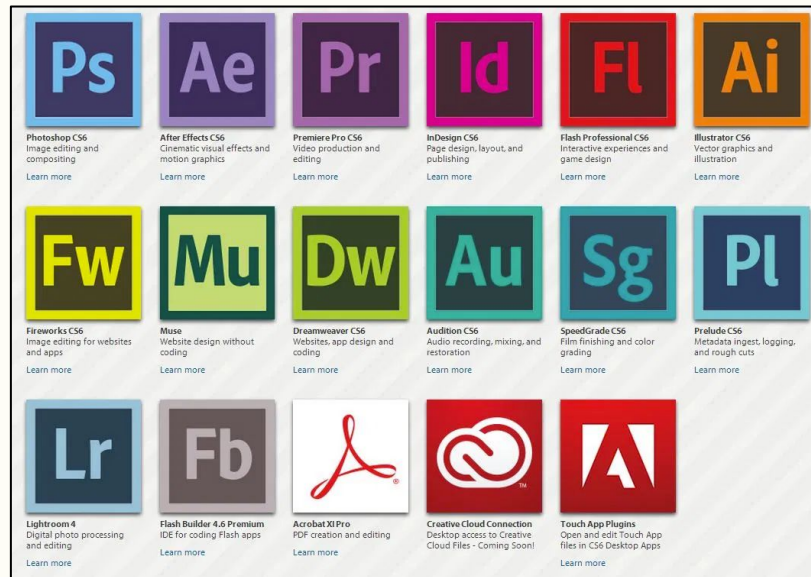 Ps
Ae
Pr
Id
Fl
Ai
Photoshop CS6
Image editing and
compositing
Learn more
After Effects CS6
Cinematic visual effects and
motion graphics
Learn more
Premiere Pro CS6
Video production and
editing
Learn more
InDesign CS6
Page design, layout, and
publishing
Learn more
Flash Professional CS6
Interactive experiences and
game design
Learn more
Illustrator CS6
Vector graphics and
illustration
Learn more
Fw
Mu
Dw
Au
Sg
Pl
Fireworks CS6
Image editing for websites
and apps
Learn more
Muse
Website design without
coding
Learn more
Dreamweaver CS6
Websites, app design and
coding
Learn more
Audition CS6
Audio recording, mixing, and
restoration
Learn more
SpeedGrade CS6
Film finishing and color
grading
Learn more
Prelude CS6
Metadata ingest, logging,
and rough cuts
Learn more
Lr
Fb
®
TM
Lightroom 4
Digital photo processing
and editing
Learn more
Flash Builder 4.6 Premium
IDE for coding Flash apps
Learn more
Acrobat XI Pro
PDF creation and editing
Learn more
Creative Cloud Connection
Desktop access to Creative
Cloud Files - Coming Soon!
Touch App Plugins
Open and edit Touch App
files in CS6 Desktop Apps
Learn more